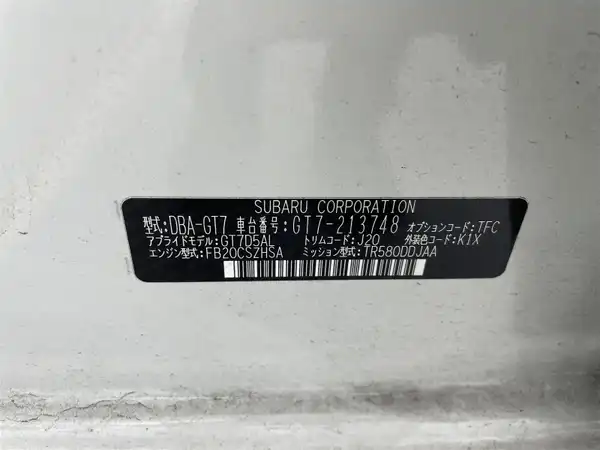 SUBARU CORPORATION
型式:DBA-GT7 車台番号:GT7-213748 オプションコード:TFC
アプライドモデル:GT7D5AL トリムコード:J20 外装色コード:K1X
エンジン型式:FB20CSZHSA ミッション型式:TR580DDJAA